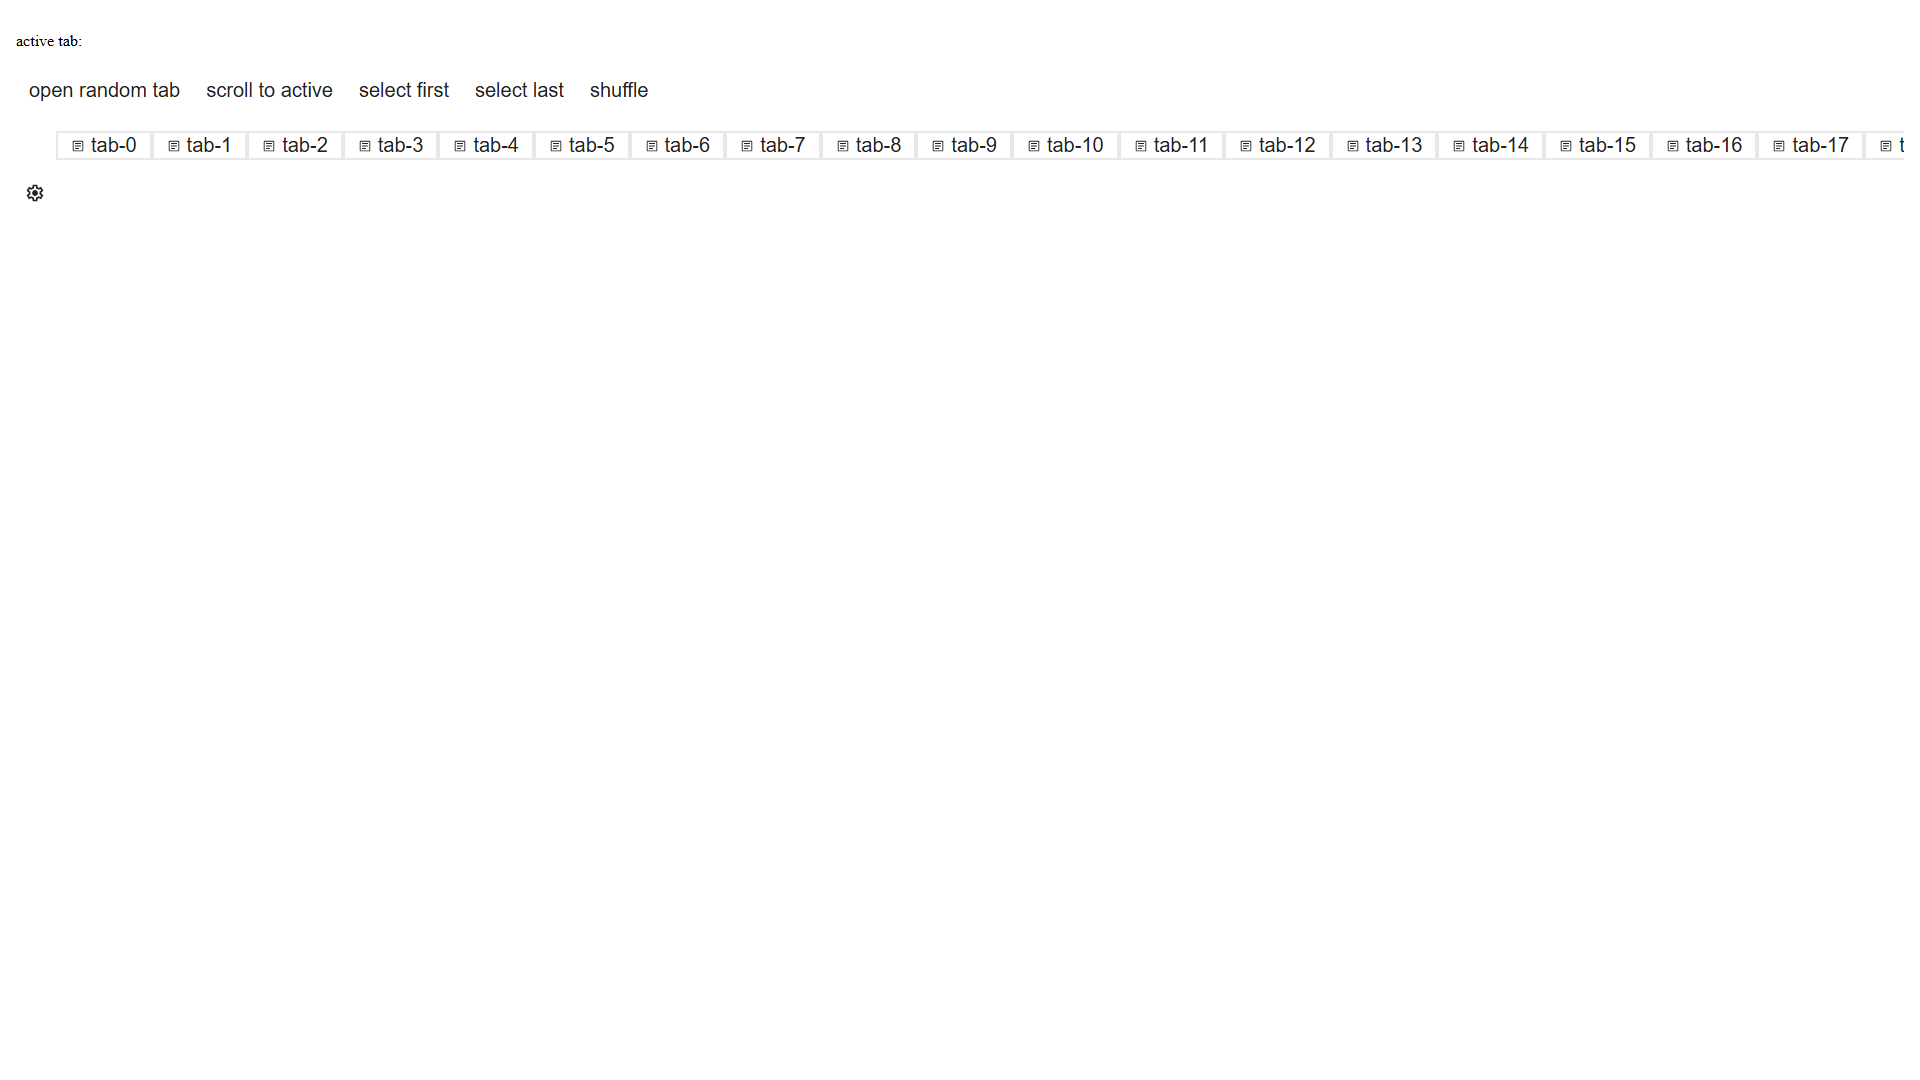 active tab:
open random tab scroll to active select first select last shuffle
tab-0 tab-1 tab-2 tab-3 tab-4 tab-5 tab-6 tab-7 tab-8 tab-9 tab-10 tab-11 tab-12 tab-13 tab-14 tab-15 tab-16 tab-17